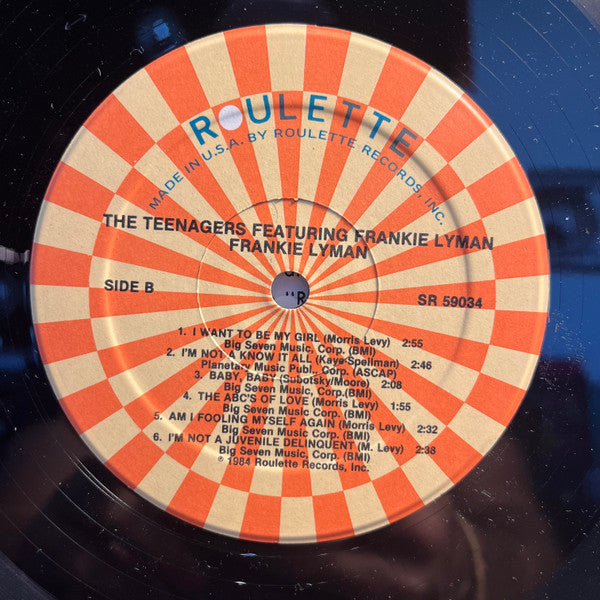 ROULETTE
MADE IN U.S.A. BY ROULETTE RECORDS, INC.
THE TEENAGERS FEATURING FRANKIE LYMAN
FRANKIE LYMAN
SIDE B
SR 59034
1. I WANT TO BE MY GIRL (Morris Levy) 2:55
Big Seven Music, Corp. (BMI)
2. I'M NOT A KNOW IT ALL (Kaye-Spellman) 2:46
Planetary Music Publ. Corp. (ASCAP)
3. BABY, BABY (Subotsky/Moore) 2:08
Big Seven Music, Corp.(BMI)
4. THE ABC'S OF LOVE (Morris Levy) 1:55
Big Seven Music Corp. (BMI)
5. AM I FOOLING MYSELF AGAIN (Morris Levy) 2:32
Big Seven Music, Corp. (BMI)
6. I'M NOT A JUVENILE DELINQUENT (M. Levy) 2:38
Big Seven Music, Corp. (BMI)
℗ 1984 Roulette Records, Inc.